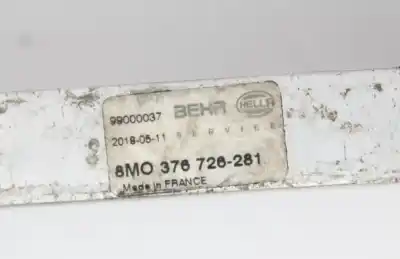 99000037 BEHR HELLA
2018-05-11 SERVICE
8MO 376 726-281
Made in FRANCE